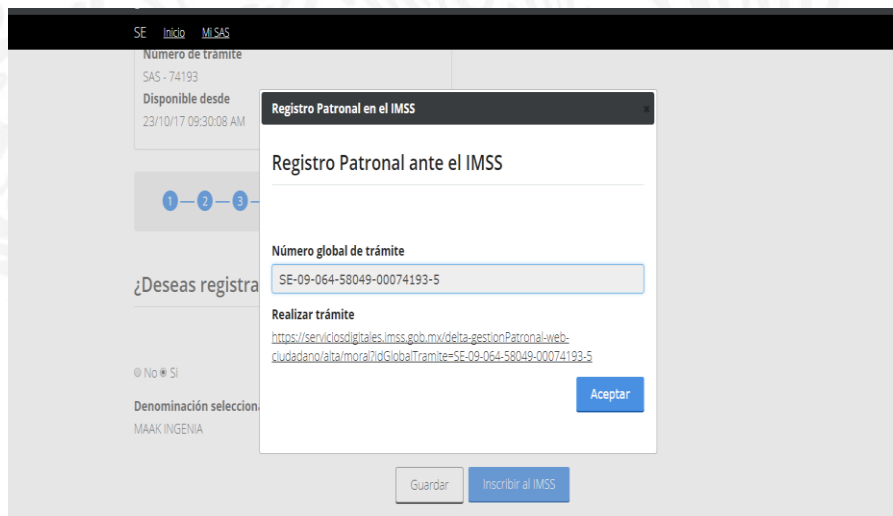 SE Inicio Mi SAS
Número de trámite
SAS - 74193
Disponible desde
23/10/17 09:30:08 AM
1 2 3
¿Deseas registra
No Si
Denominación seleccion
MAAK INGENIA
Registro Patronal en el IMSS x
Registro Patronal ante el IMSS
Número global de trámite
SE-09-064-58049-00074193-5
Realizar trámite
https://serviciosdigitales.imss.gob.mx/delta-gestionPatronal-web-
ciudadano/alta/moral?idGlobalTramite=SE-09-064-58049-00074193-5
Aceptar
Guardar Inscribir al IMSS